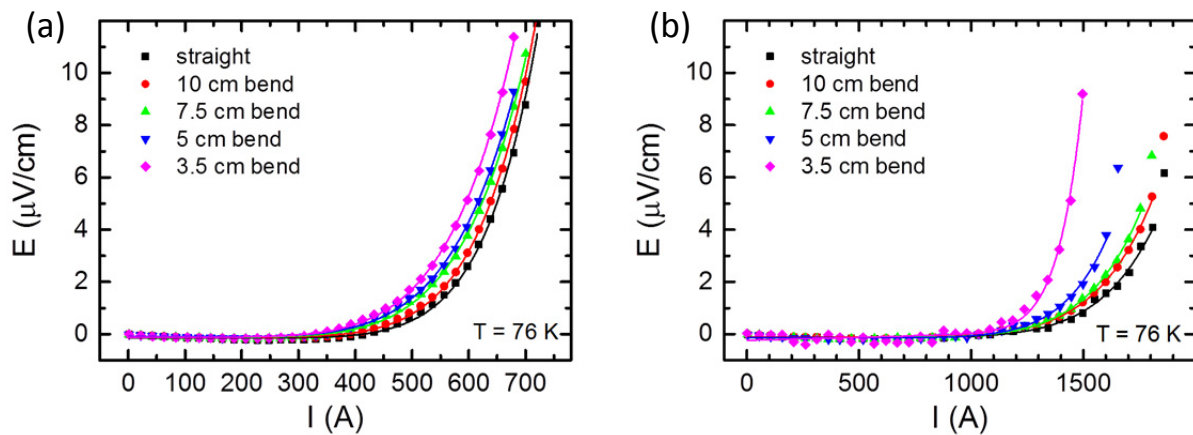 (a)
straight
10 cm bend
7.5 cm bend
5 cm bend
3.5 cm bend
E (μV/cm)
10
8
6
4
2
0
T = 76 K
0 100 200 300 400 500 600 700
I (A)
(b)
straight
10 cm bend
7.5 cm bend
5 cm bend
3.5 cm bend
E (μV/cm)
10
8
6
4
2
0
T = 76 K
0 500 1000 1500
I (A)